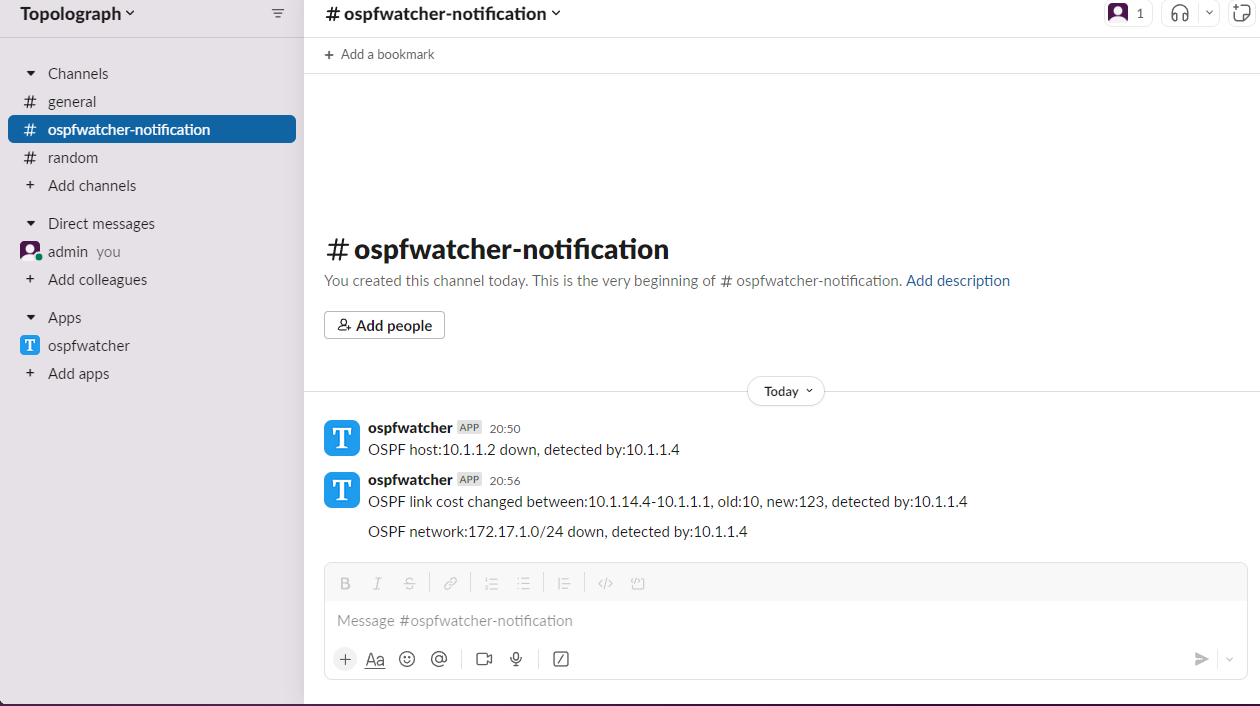 Topolograph
Channels
# general
# ospfwatcher-notification
# random
+ Add channels
Direct messages
admin you
+ Add colleagues
Apps
T ospfwatcher
+ Add apps
# ospfwatcher-notification
1
+ Add a bookmark
# ospfwatcher-notification
You created this channel today. This is the very beginning of # ospfwatcher-notification. Add description
Add people
Today
T
ospfwatcher APP 20:50
OSPF host:10.1.1.2 down, detected by:10.1.1.4
T
ospfwatcher APP 20:56
OSPF link cost changed between:10.1.14.4-10.1.1.1, old:10, new:123, detected by:10.1.1.4
OSPF network:172.17.1.0/24 down, detected by:10.1.1.4
B I S
Message #ospfwatcher-notification
+ Aa @